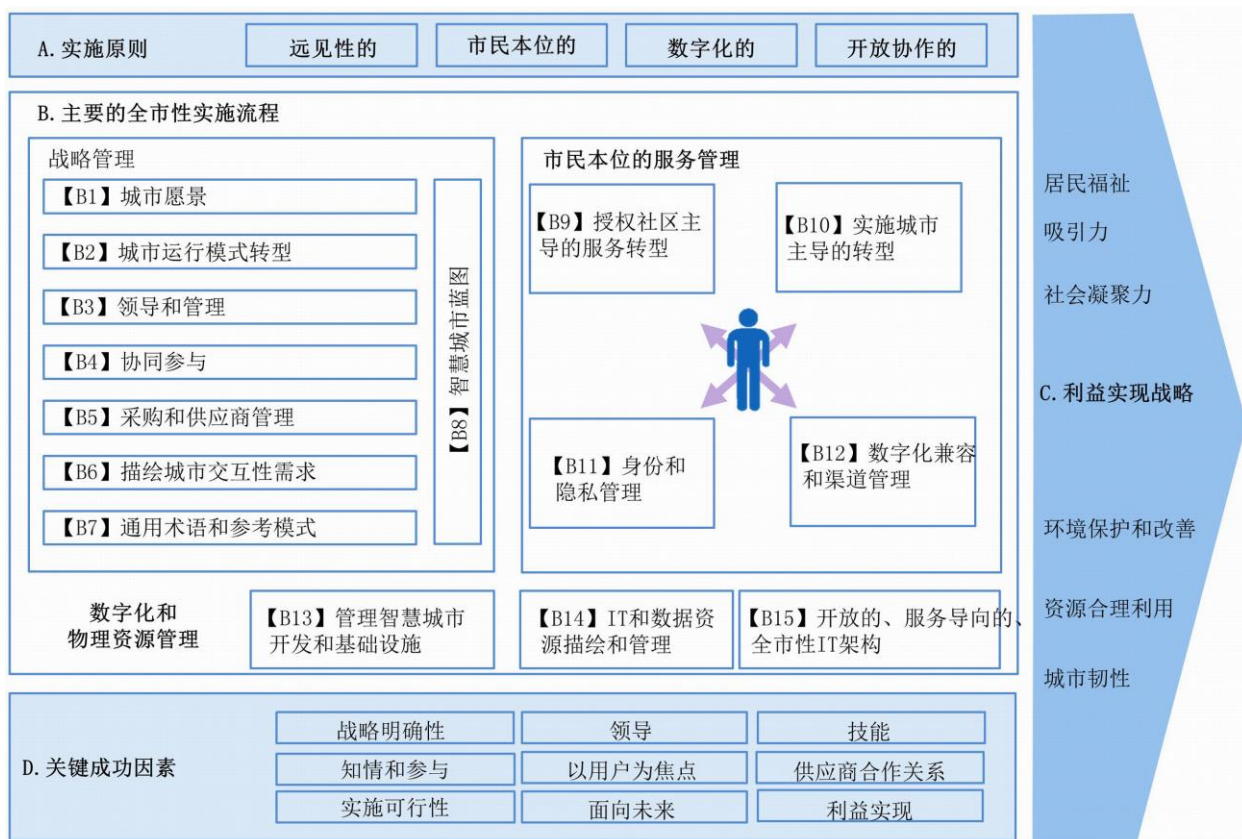 A.实施原则
远见性的
市民本位的
数字化的
开放协作的
B.主要的全市性实施流程
战略管理
【B1】城市愿景
【B2】城市运行模式转型
【B3】领导和管理
【B4】协同参与
【B5】采购和供应商管理
【B6】描绘城市交互性需求
【B7】通用术语和参考模式
【B8】智慧城市蓝图
市民本位的服务管理
【B9】授权社区主
导的服务转型
【B10】实施城市
主导的转型
【B11】身份和
隐私管理
【B12】数字化兼容
和渠道管理
数字化和
物理资源管理
【B13】管理智慧城市
开发和基础设施
【B14】IT和数据资
源描绘和管理
【B15】开放的、服务导向的、
全市性IT架构
居民福祉
吸引力
社会凝聚力
C.利益实现战略
环境保护和改善
资源合理利用
城市韧性
D.关键成功因素
战略明确性
领导
技能
知情和参与
以用户为焦点
供应商合作关系
实施可行性
面向未来
利益实现